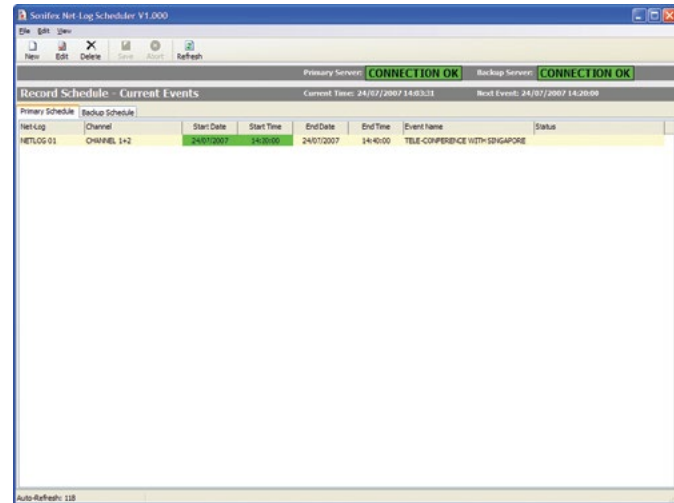 Sonifex Net-Log Scheduler V1.000
File Edit View
New Edit Delete Save Abort Refresh
Primary Server: CONNECTION OK Backup Server: CONNECTION OK
Record Schedule - Current Events Current Time: 24/07/2007 14:03:31 Next Event: 24/07/2007 14:20:00
Primary Schedule Backup Schedule
Net-Log Channel Start Date Start Time End Date End Time Event Name Status
NETLOG 01 CHANNEL 1+2 24/07/2007 14:20:00 24/07/2007 14:40:00 TELE-CONFERENCE WITH SINGAPORE
Auto-Refresh: 118